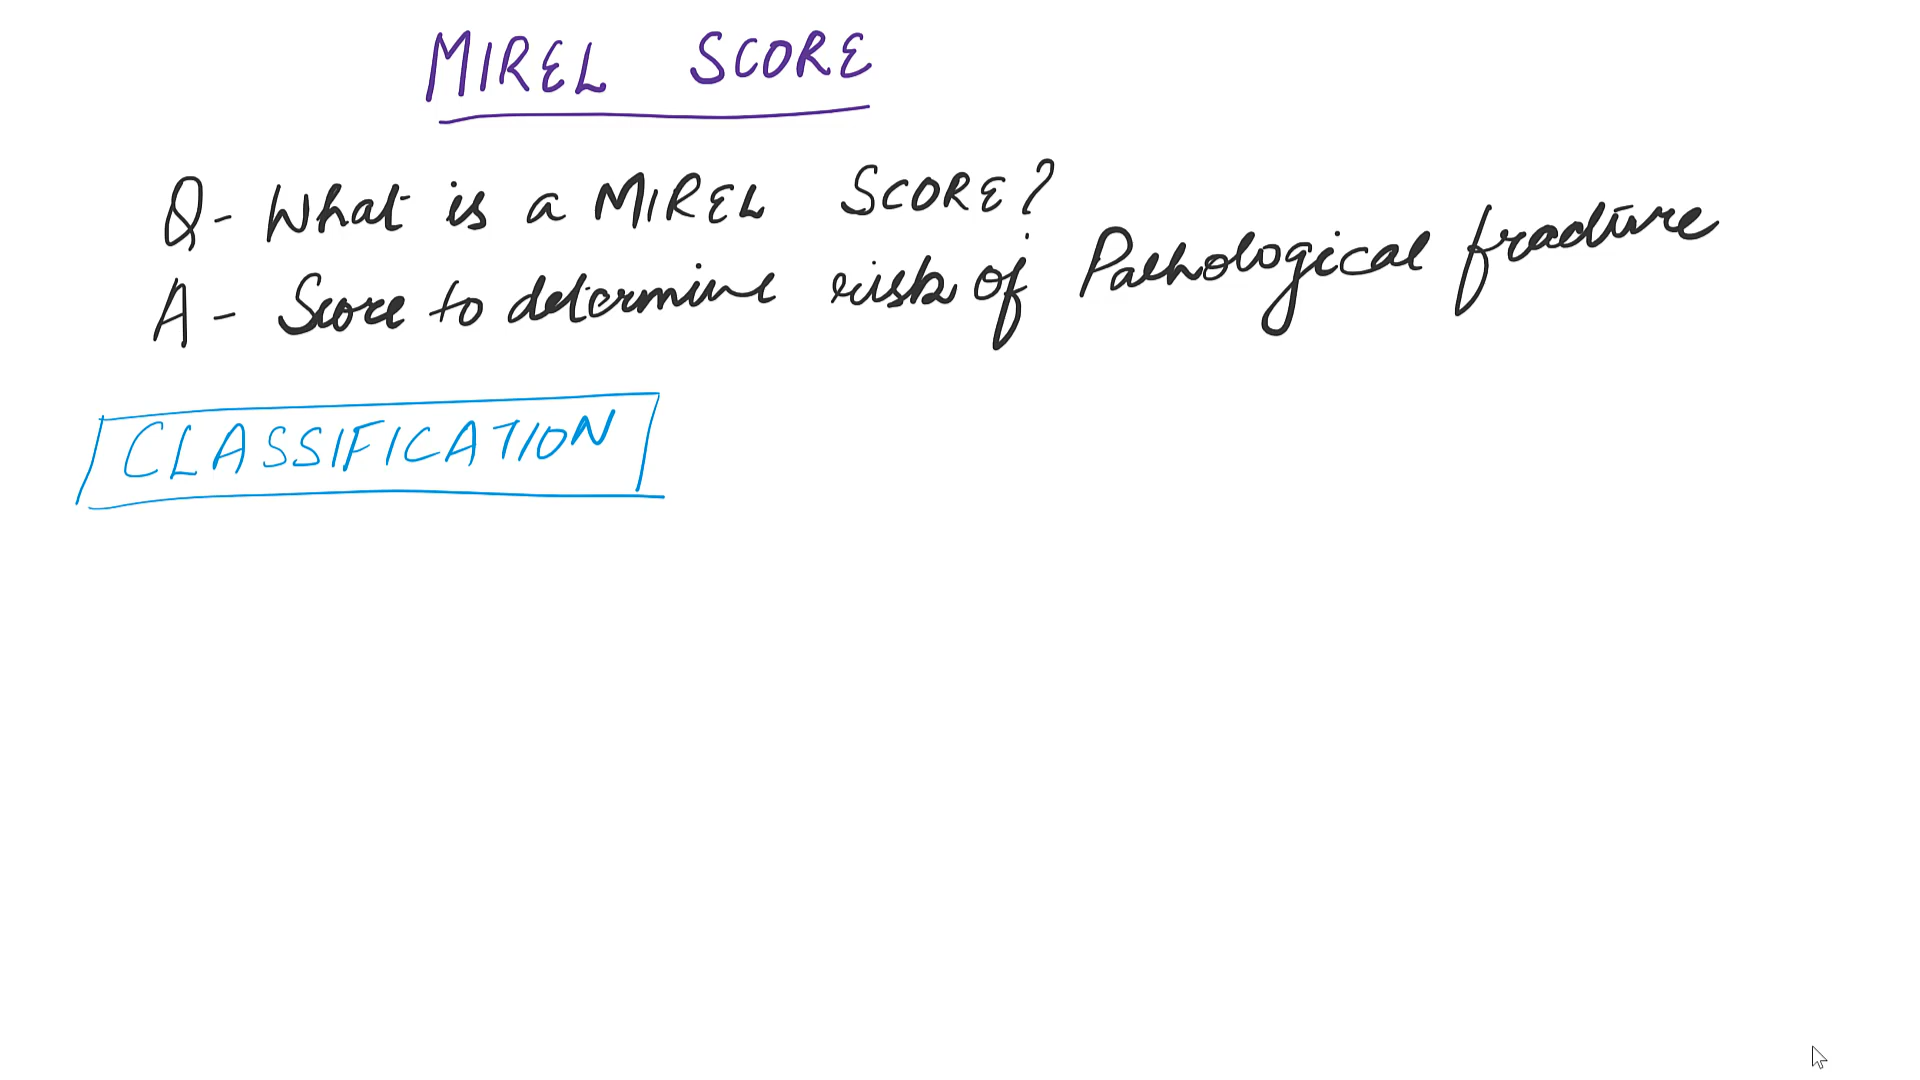 MIREL SCORE
Q- What is a MIREL SCORE?
A- Score to determine risk of Pathological fracture
CLASSIFICATION